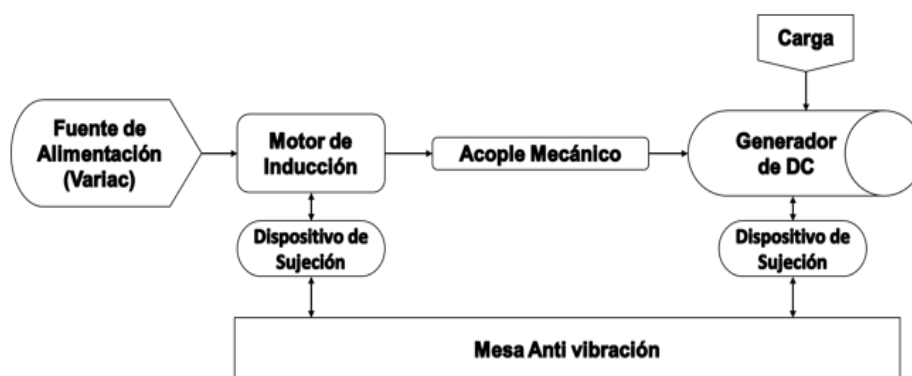 Carga
Fuente de
Alimentación
(Variac)
Motor de
Inducción
Acople Mecánico
Generador
de DC
Dispositivo de
Sujeción
Dispositivo de
Sujeción
Mesa Anti vibración